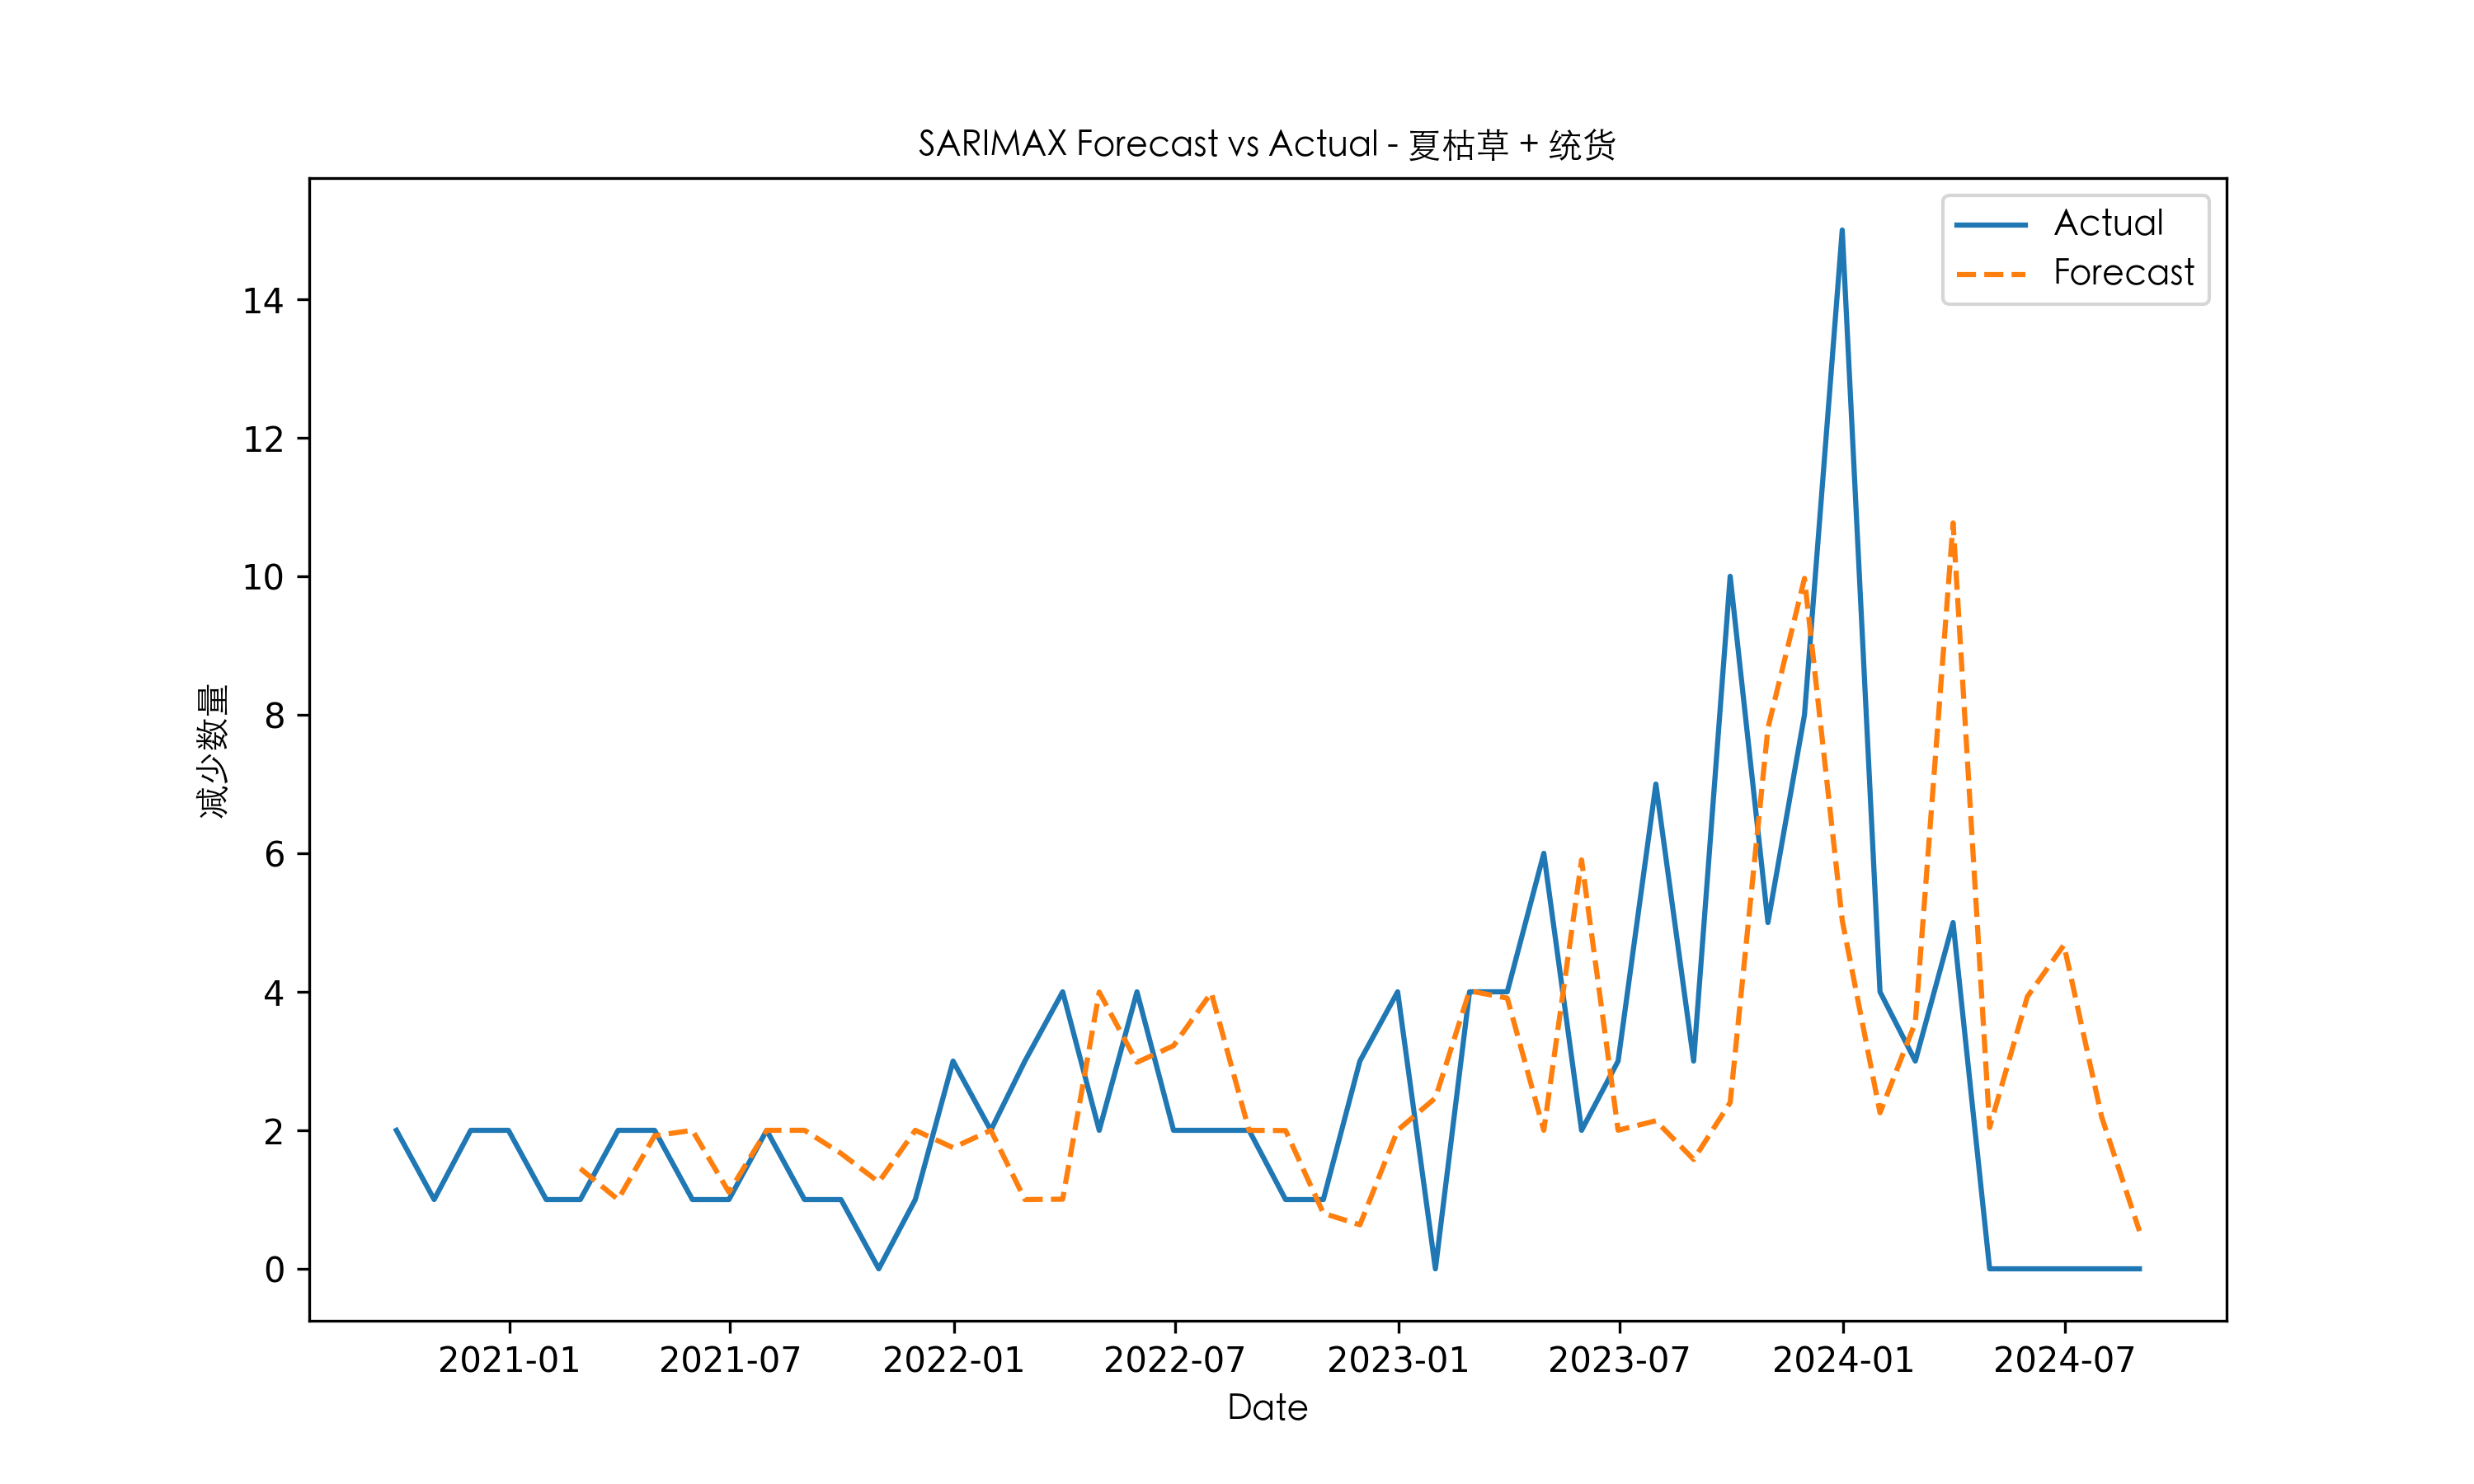 SARIMAX Forecast vs Actual - 夏枯草 + 统货
Actual
Forecast
14
12
10
8
6
4
2
0
减少数量
2021-01 2021-07 2022-01 2022-07 2023-01 2023-07 2024-01 2024-07
Date